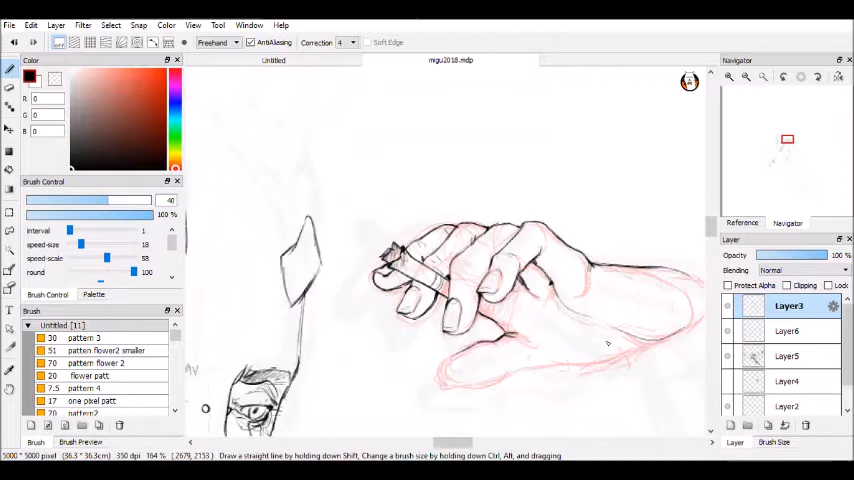 File Edit Layer Filter Select Snap Color View Tool Window Help
OFF Freehand AntiAliasing Correction 4 Soft Edge
Color Untitled migu2018.mdp Navigator
R 0
G 0
B 0
Brush Control
40
100 %
interval 1
speed-size 18
speed-scale 58
round 100
Brush Control Palette
Brush
Untitled [11]
30 pattern 3
51 pattern flower2 smaller
70 pattern flower 2
20 flower patt
7.5 pattern 4
17 one pixel patt
70 pattern2
Brush Brush Preview
Reference Navigator
Layer
Opacity 100 %
Blending Normal
Protect Alpha Clipping Lock
Layer3
Layer6
Layer5
Layer4
Layer2
Layer Brush Size
5000 * 5000 pixel (36.3 * 36.3cm) 350 dpi 164 % ( 2679, 2153 ) Draw a straight line by holding down Shift, Change a brush size by holding down Ctrl, Alt, and dragging